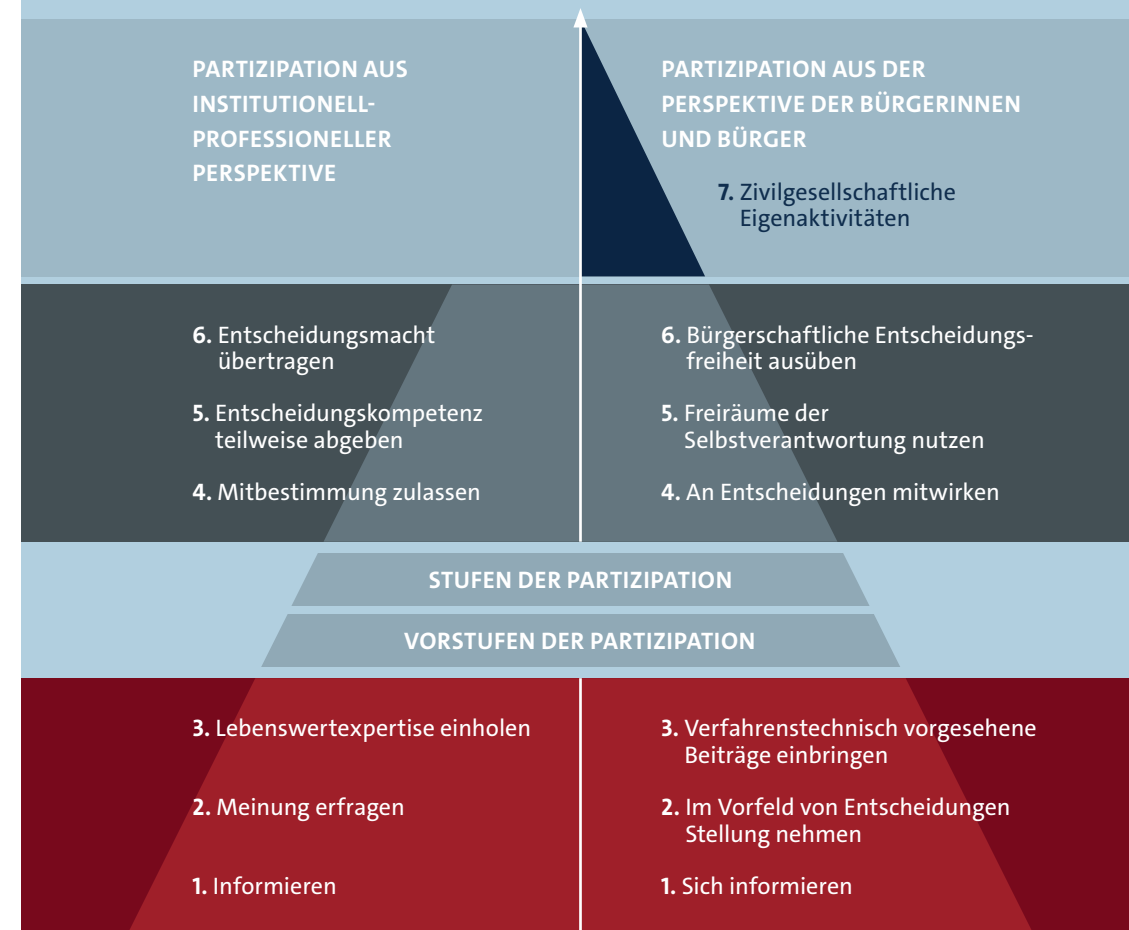 PARTIZIPATION AUS
INSTITUTIONELL-
PROFESSIONELLER
PERSPEKTIVE
PARTIZIPATION AUS DER
PERSPEKTIVE DER BÜRGERINNEN
UND BÜRGER
7. Zivilgesellschaftliche
Eigenaktivitäten
6. Entscheidungsmacht
übertragen
5. Entscheidungskompetenz
teilweise abgeben
4. Mitbestimmung zulassen
6. Bürgerschaftliche Entscheidungs-
freiheit ausüben
5. Freiräume der
Selbstverantwortung nutzen
4. An Entscheidungen mitwirken
STUFEN DER PARTIZIPATION
VORSTUFEN DER PARTIZIPATION
3. Lebenswertexpertise einholen
2. Meinung erfragen
1. Informieren
3. Verfahrenstechnisch vorgesehene
Beiträge einbringen
2. Im Vorfeld von Entscheidungen
Stellung nehmen
1. Sich informieren